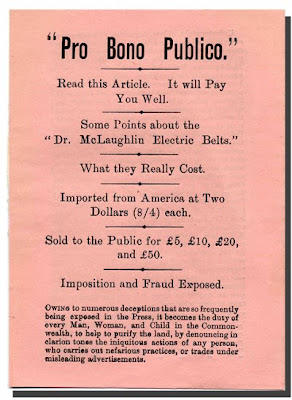 "Pro Bono Publico."
Read this Article. It will Pay
You Well.
Some Points about the
"Dr. McLaughlin Electric Belts."
What they Really Cost.
Imported from America at Two
Dollars (8/4) each.
Sold to the Public for £5, £10, £20,
and £50.
Imposition and Fraud Exposed.
OWING to numerous deceptions that are so frequently
being exposed in the Press, it becomes the duty of
every Man, Woman, and Child in the Common-
wealth, to help to purify the land, by denouncing in
clarion tones the iniquitous actions of any person,
who carries out nefarious practices, or trades under
misleading advertisements.